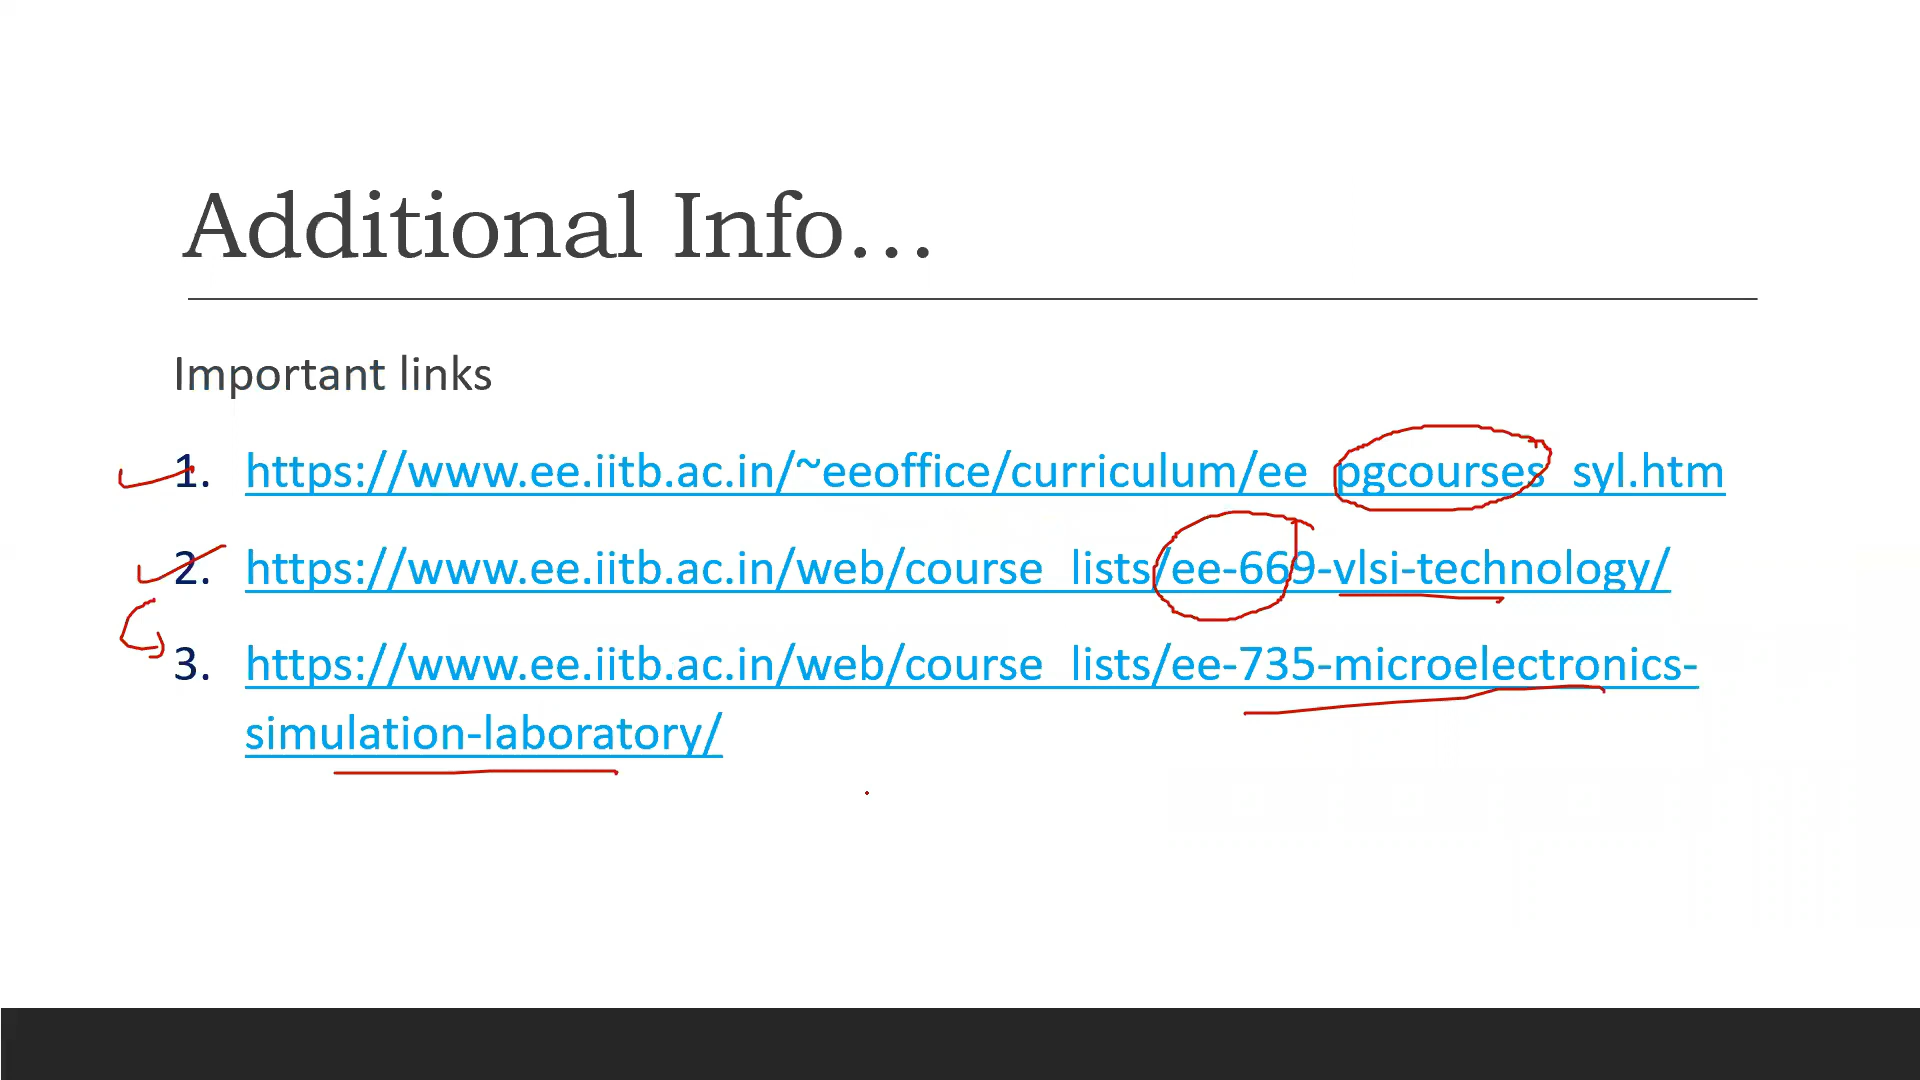 Additional Info...
Important links
1. https://www.ee.iitb.ac.in/~eeoffice/curriculum/ee_pgcourses_syl.htm
2. https://www.ee.iitb.ac.in/web/course_lists/ee-669-vlsi-technology/
3. https://www.ee.iitb.ac.in/web/course_lists/ee-735-microelectronics-
simulation-laboratory/